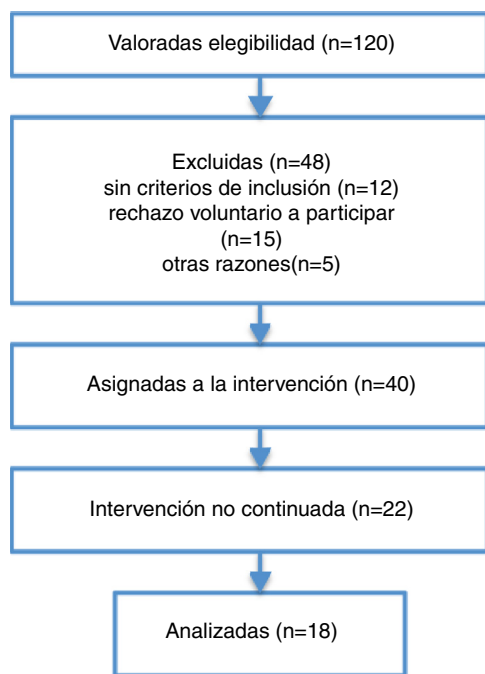 Valoradas elegibilidad (n=120)
Excluidas (n=48)
sin criterios de inclusión (n=12)
rechazo voluntario a participar
(n=15)
otras razones(n=5)
Asignadas a la intervención (n=40)
Intervención no continuada (n=22)
Analizadas (n=18)